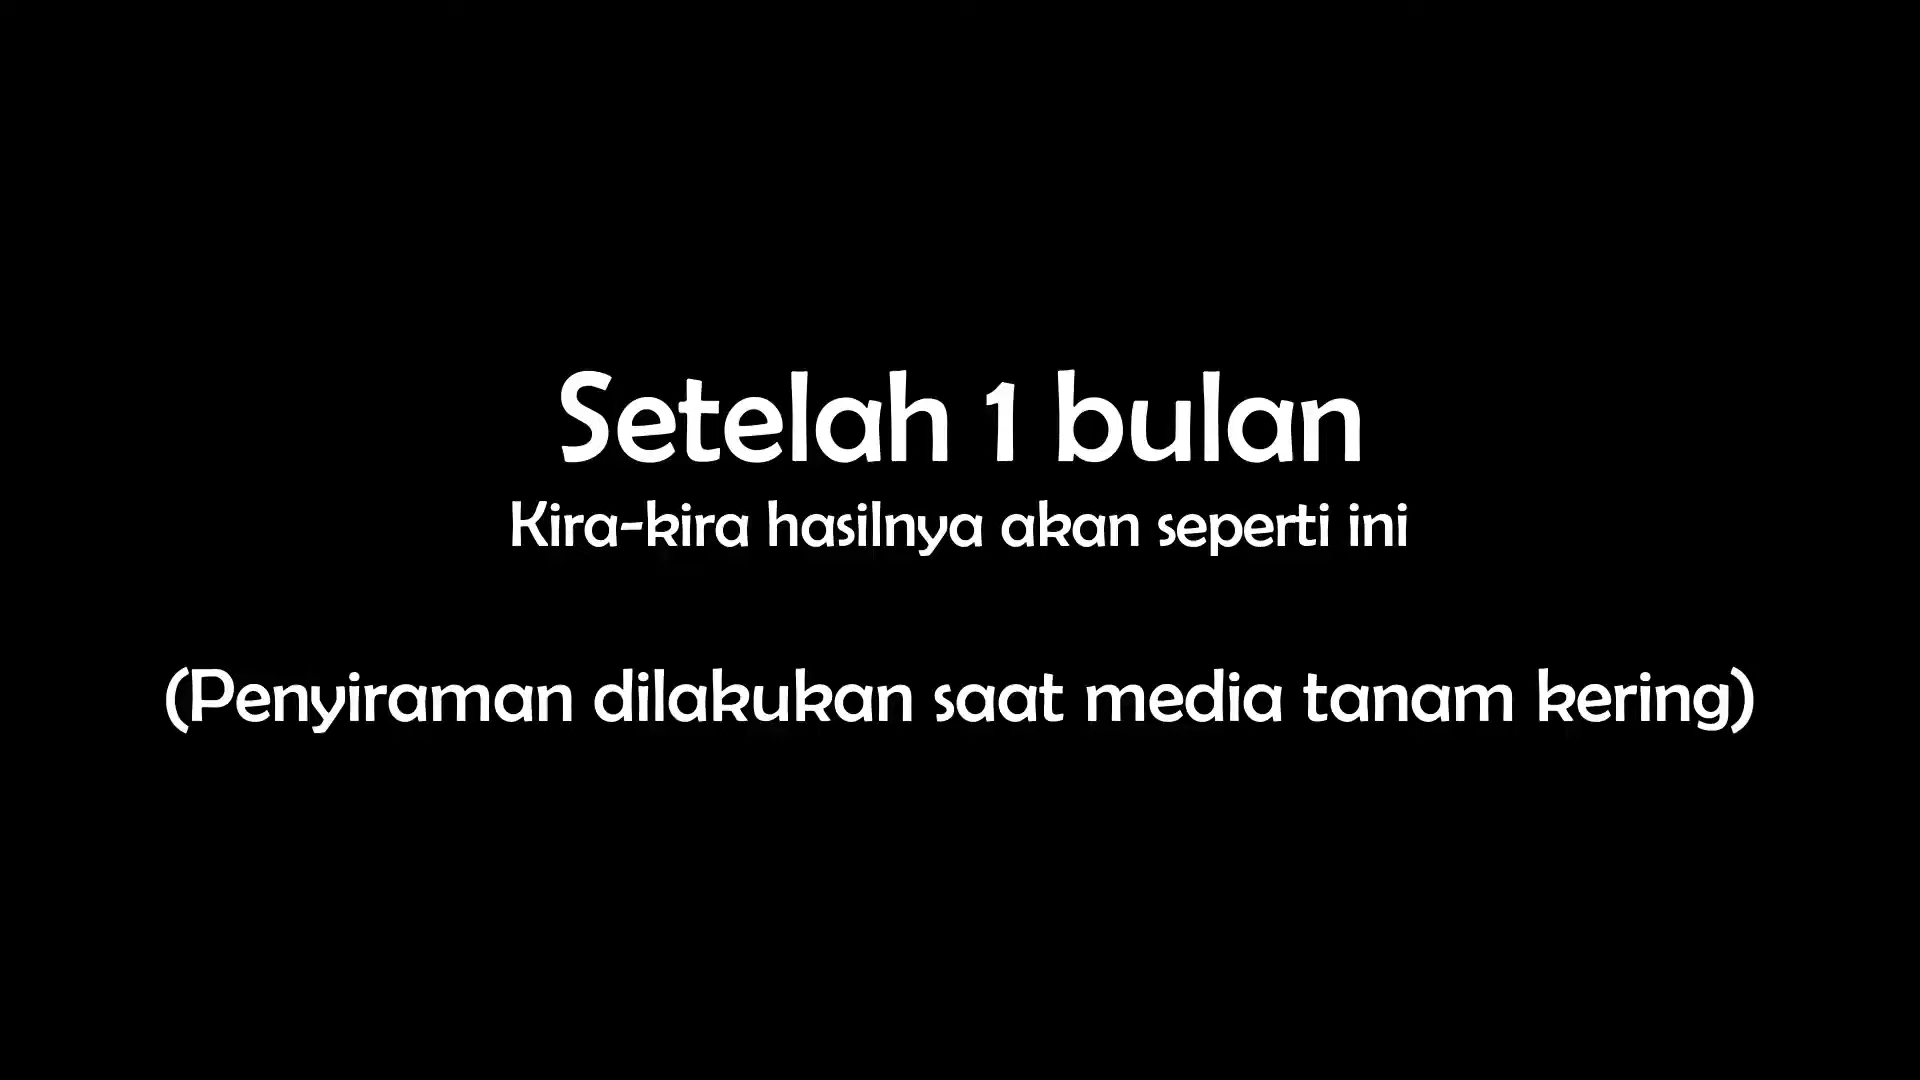 Setelah 1 bulan
Kira-kira hasilnya akan seperti ini
(Penyiraman dilakukan saat media tanam kering)